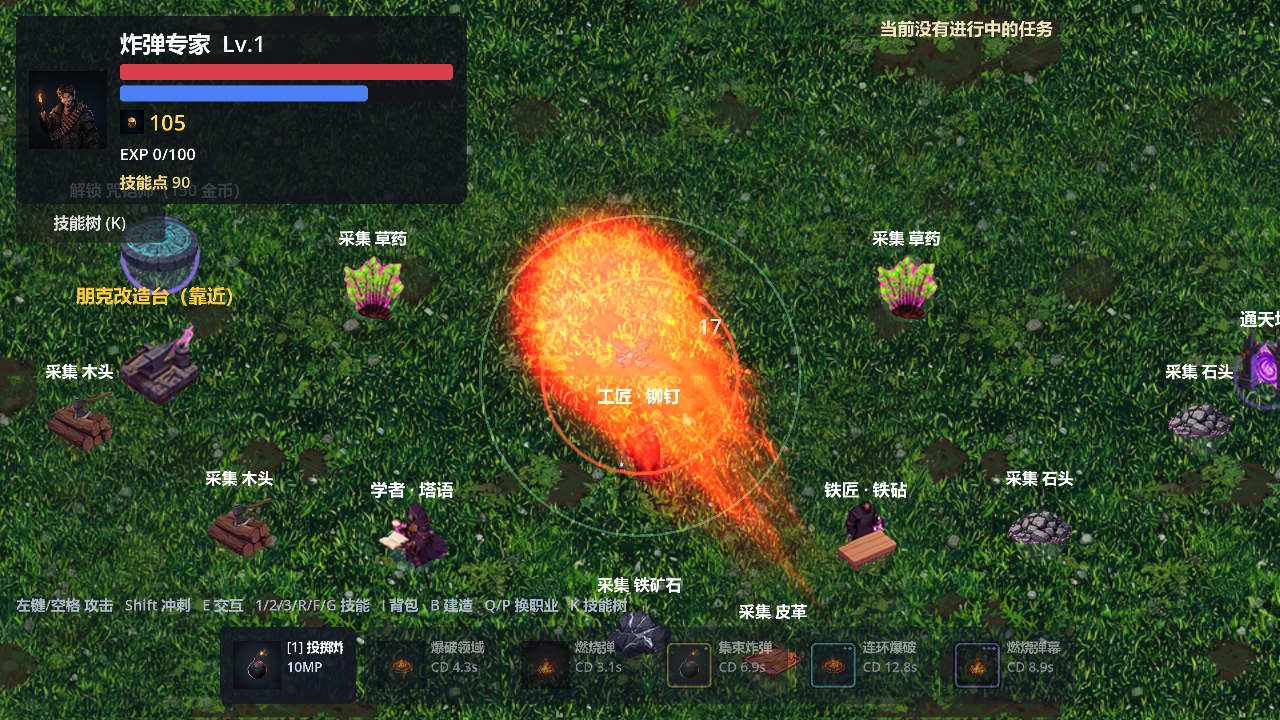 炸弹专家 Lv.1
105
EXP 0/100
技能点 90
技能树 (K)
当前没有进行中的任务
采集 草药
采集 草药
朋克改造台（靠近）
17
采集 木头
采集 石头
工匠 · 铆钉
采集 木头
学者 · 塔语
铁匠 · 铁砧
采集 石头
采集 铁矿石
采集 皮革
左键/空格 攻击 Shift 冲刺 E 交互 1/2/3/R/F/G 技能 I 背包 · B 建造 Q/P 换职业 K 技能树
[1] 投掷炸
10MP
爆破领域
CD 4.3s
燃烧弹
CD 3.1s
集束炸弹
CD 6.9s
连环爆破
CD 12.8s
燃烧弹幕
CD 8.9s